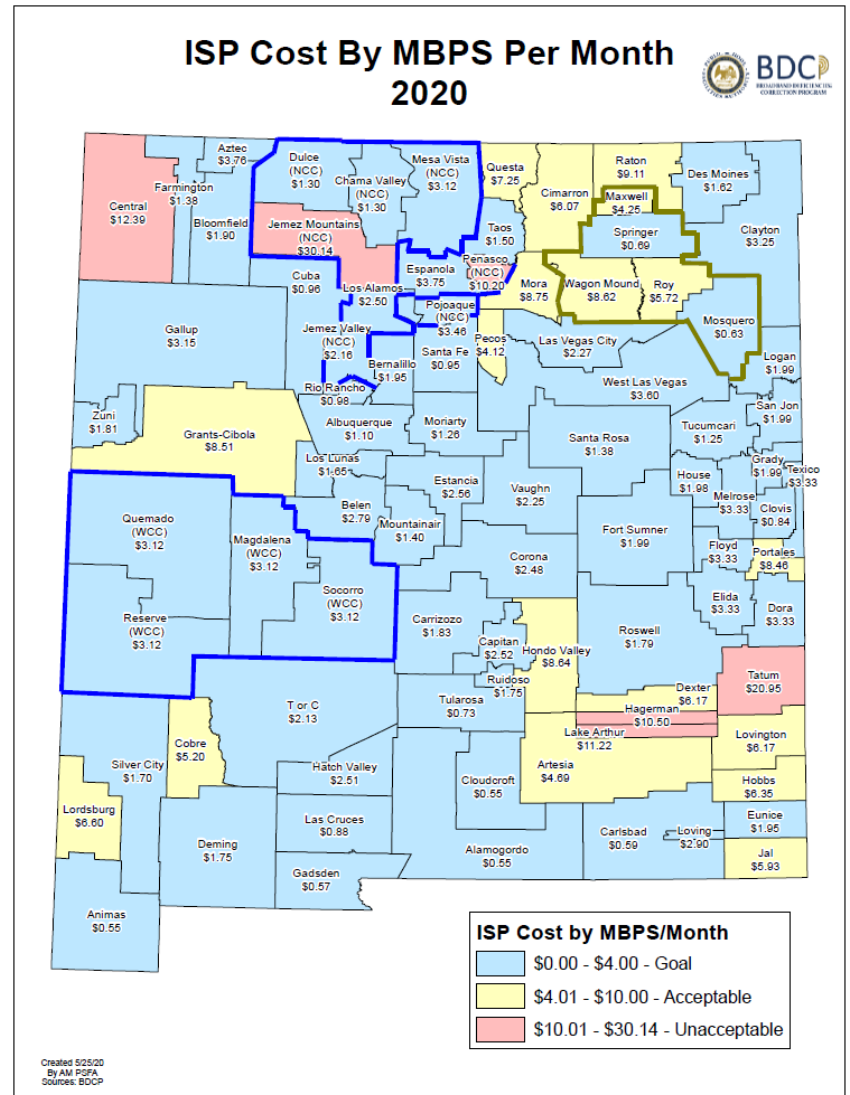 ISP Cost By MBPS Per Month
2020
BDCP
BROADBAND DEFICIENCIES
CORRECTION PROGRAM
Aztec
$3.76
Dulce
(NCC)
$1.30
Chama Valley
(NCC)
$1.30
Mesa Vista
(NCC)
$3.12
Questa
$7.25
Cimarron
$6.07
Raton
$9.11
Des Moines
$1.62
Central
$12.39
Farmington
$1.38
Bloomfield
$1.90
Maxwell
$4.25
Springer
$0.69
Clayton
$3.25
Jemez Mountains
(NCC)
$30.14
Taos
$1.50
Cuba
$0.96
Los Alamos
$2.50
Espanola
$3.75
Penasco
(NCC)
$10.20
Mora
$8.75
Wagon Mound
$8.62
Roy
$5.72
Mosquero
$0.63
Gallup
$3.15
Jemez Valley
(NCC)
$2.16
Pojoaque
(NCC)
$3.46
Pecos
$4.12
Las Vegas City
$2.27
Logan
$1.99
Bernalillo
$1.95
Santa Fe
$0.95
West Las Vegas
$3.60
Rio Rancho
$0.98
Zuni
$1.81
Grants-Cibola
$8.51
Albuquerque
$1.10
Moriarty
$1.26
Santa Rosa
$1.38
Tucumcari
$1.25
San Jon
$1.99
Los Lunas
$1.65
Estancia
$2.56
Vaughn
$2.25
House
$1.98
Grady
$1.99
Texico
$3.33
Melrose
$3.33
Clovis
$0.84
Belen
$2.79
Mountainair
$1.40
Fort Sumner
$1.99
Quemado
(WCC)
$3.12
Magdalena
(WCC)
$3.12
Socorro
(WCC)
$3.12
Corona
$2.48
Floyd
$3.33
Portales
$8.46
Reserve
(WCC)
$3.12
Carrizozo
$1.83
Capitan
$2.52
Hondo Valley
$8.64
Roswell
$1.79
Elida
$3.33
Dora
$3.33
Ruidoso
$1.75
Tatum
$20.95
T or C
$2.13
Tularosa
$0.73
Dexter
$6.17
Hagerman
$10.50
Lake Arthur
$11.22
Lovington
$6.17
Cobre
$5.20
Silver City
$1.70
Hatch Valley
$2.51
Cloudcroft
$0.55
Artesia
$4.69
Hobbs
$6.35
Lordsburg
$6.60
Deming
$1.75
Las Cruces
$0.88
Alamogordo
$0.55
Carlsbad
$0.59
Loving
$2.90
Eunice
$1.95
Gadsden
$0.57
Jal
$5.93
Animas
$0.55
ISP Cost by MBPS/Month
$0.00 - $4.00 - Goal
$4.01 - $10.00 - Acceptable
$10.01 - $30.14 - Unacceptable
Created 5/25/20
By AM PSFA
Sources: BDCP